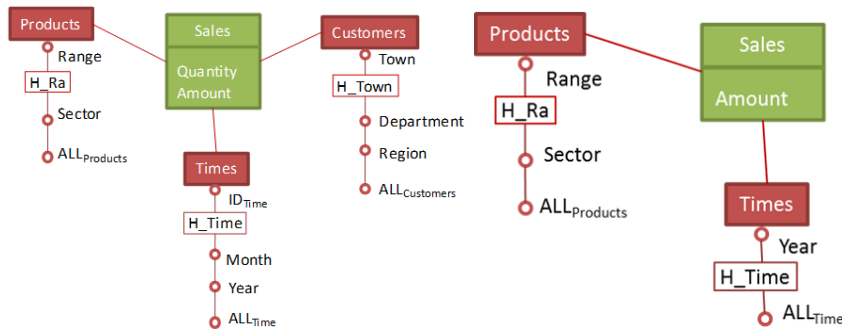 Products
Range
H_Ra
Sector
ALLProducts
Sales
Quantity
Amount
Customers
Town
H_Town
Department
Region
ALLCustomers
Times
IDTime
H_Time
Month
Year
ALLTime
Products
Range
H_Ra
Sector
ALLProducts
Sales
Amount
Times
Year
H_Time
ALLTime